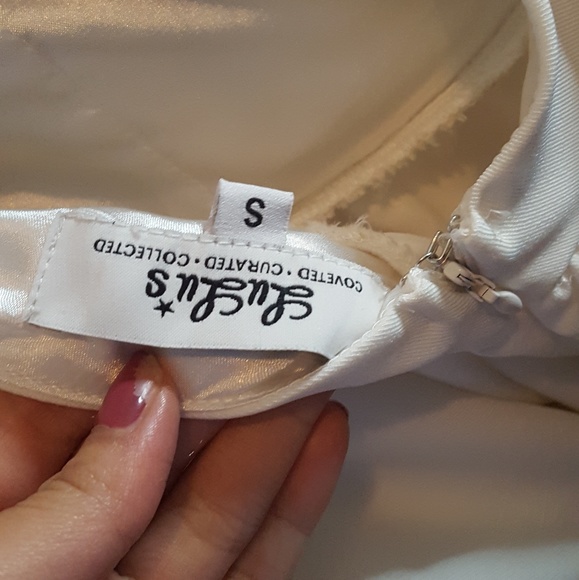 LuLu's
COVETED • CURATED • COLLECTED
S